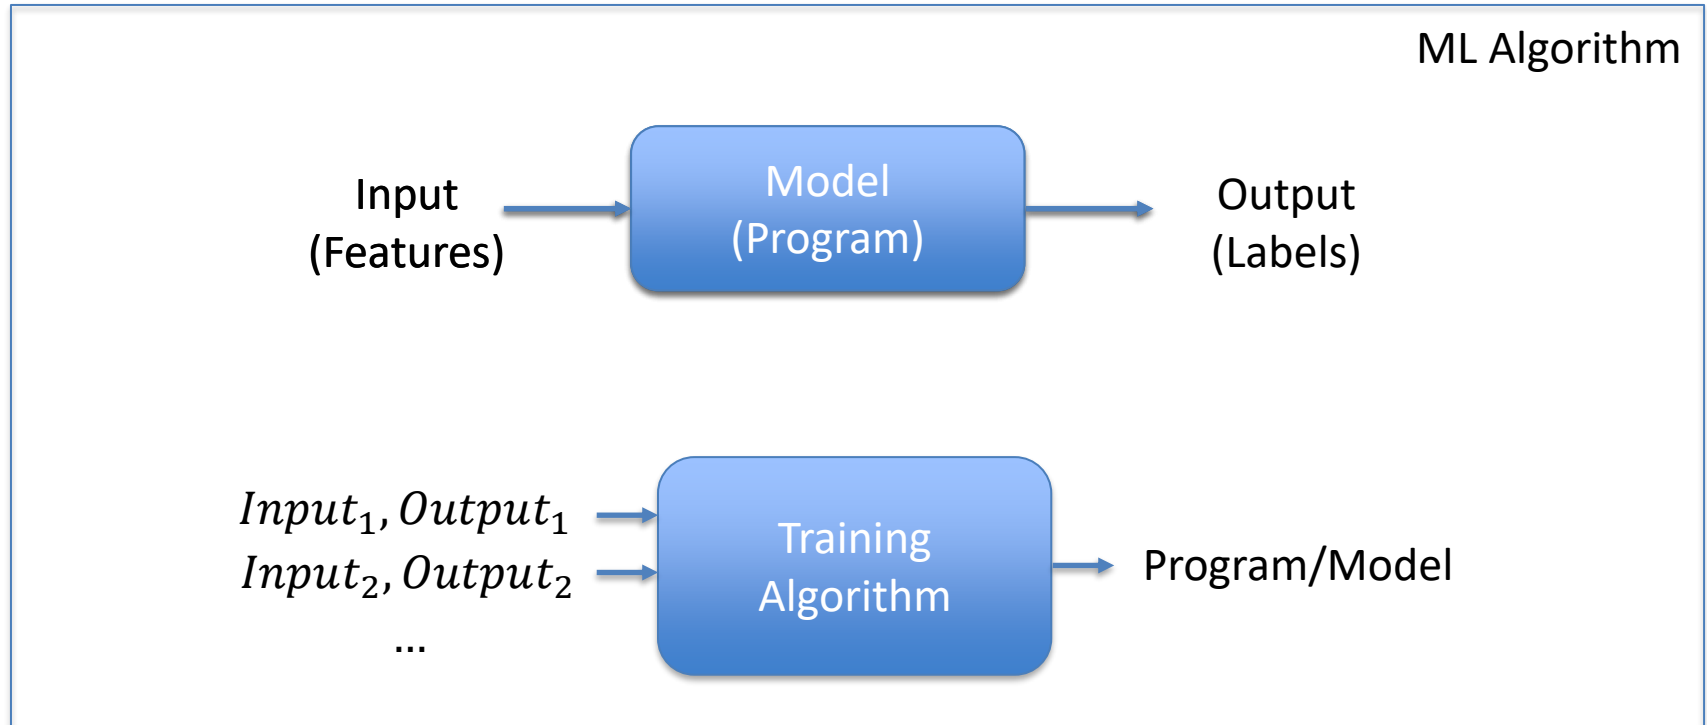 ML Algorithm
Input
(Features)
Model
(Program)
Output
(Labels)
Input₁, Output₁
Input₂, Output₂
...
Training
Algorithm
Program/Model